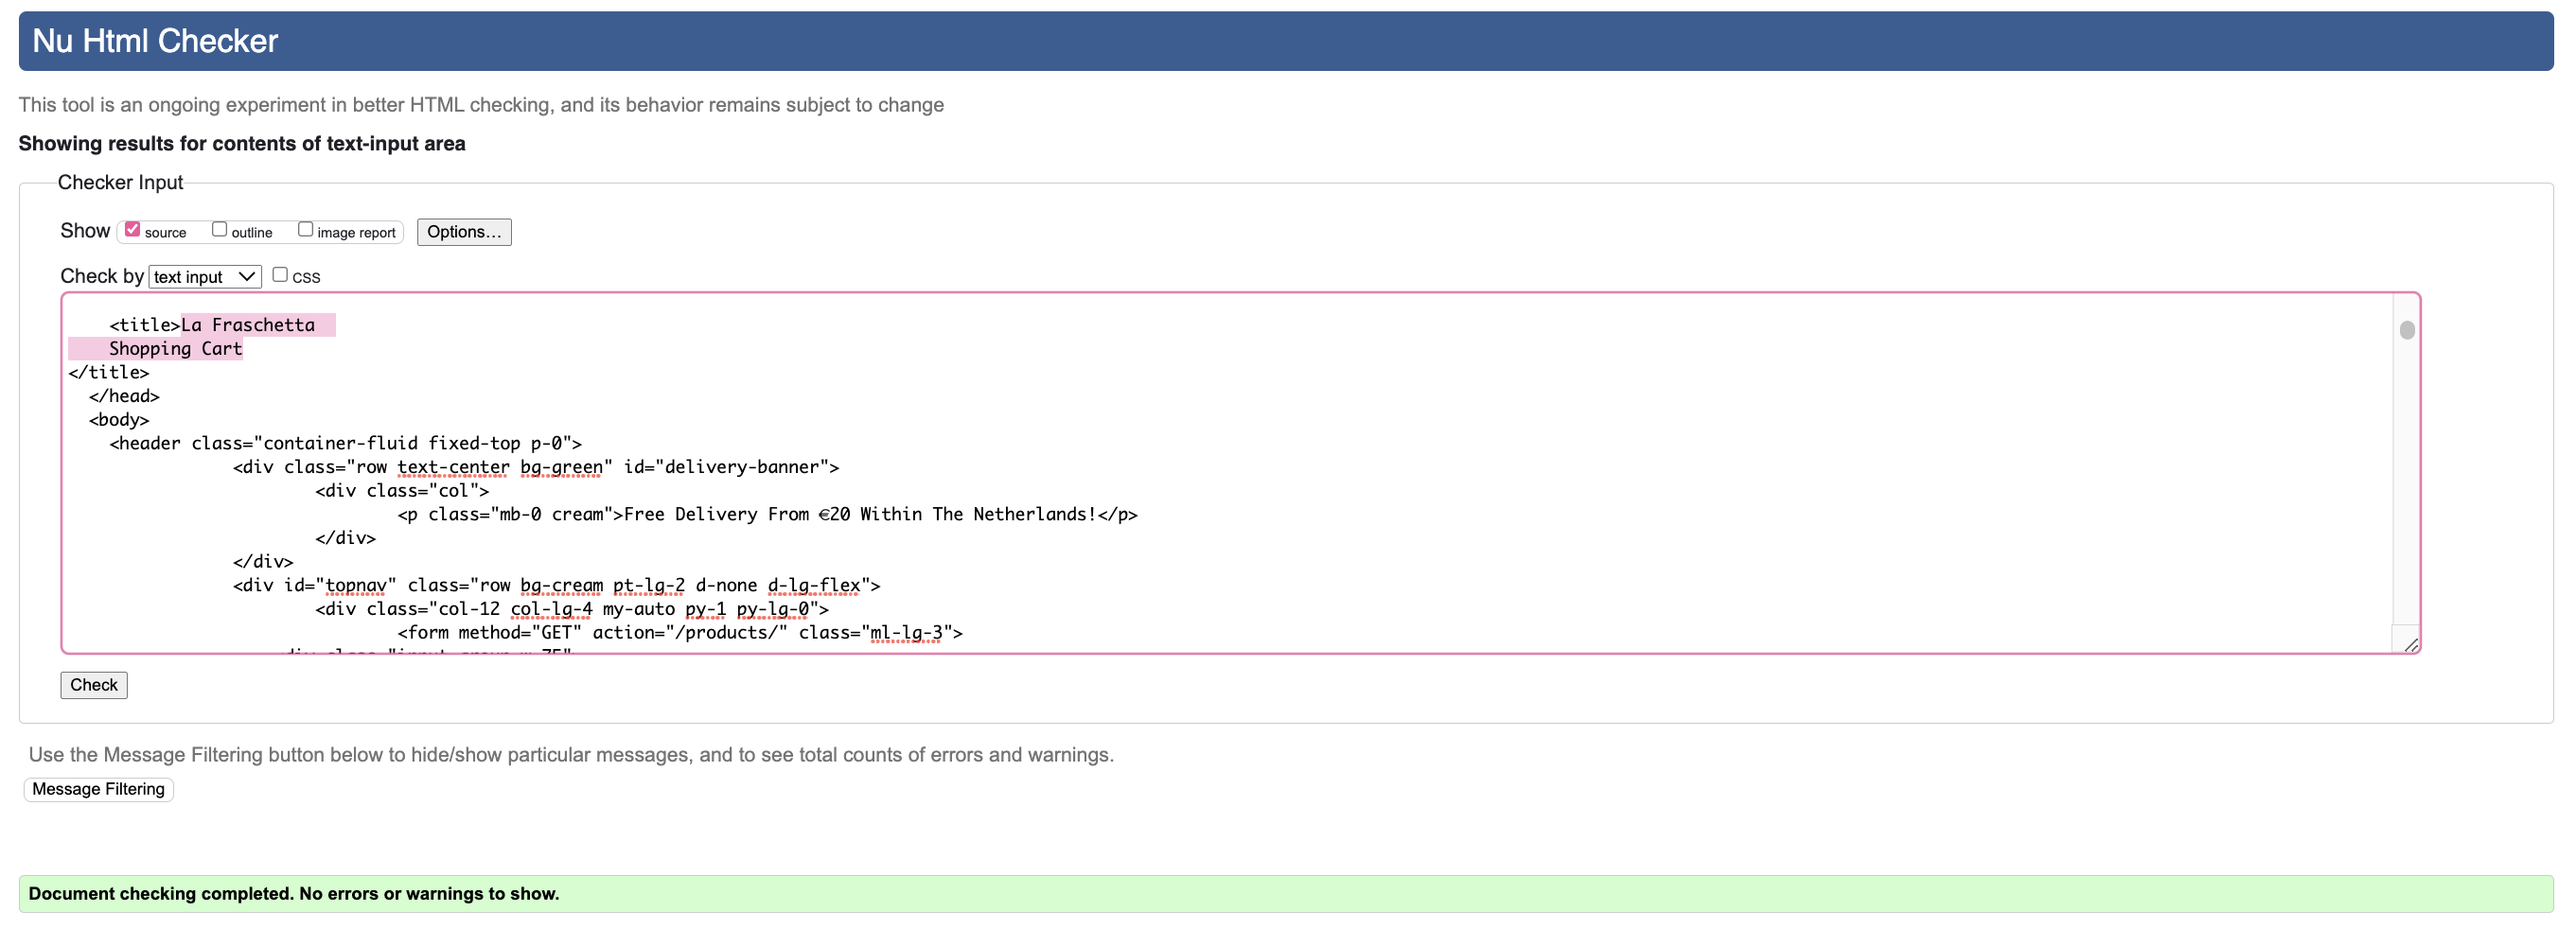 Nu Html Checker
This tool is an ongoing experiment in better HTML checking, and its behavior remains subject to change
Showing results for contents of text-input area
Checker Input
Show source outline image report Options...
Check by text input css
<title>La Fraschetta
Shopping Cart
</title>
</head>
<body>
<header class="container-fluid fixed-top p-0">
<div class="row text-center bg-green" id="delivery-banner">
<div class="col">
<p class="mb-0 cream">Free Delivery From €20 Within The Netherlands!</p>
</div>
</div>
<div id="topnav" class="row bg-cream pt-lg-2 d-none d-lg-flex">
<div class="col-12 col-lg-4 my-auto py-1 py-lg-0">
<form method="GET" action="/products/" class="ml-lg-3">
Check
Use the Message Filtering button below to hide/show particular messages, and to see total counts of errors and warnings.
Message Filtering
Document checking completed. No errors or warnings to show.